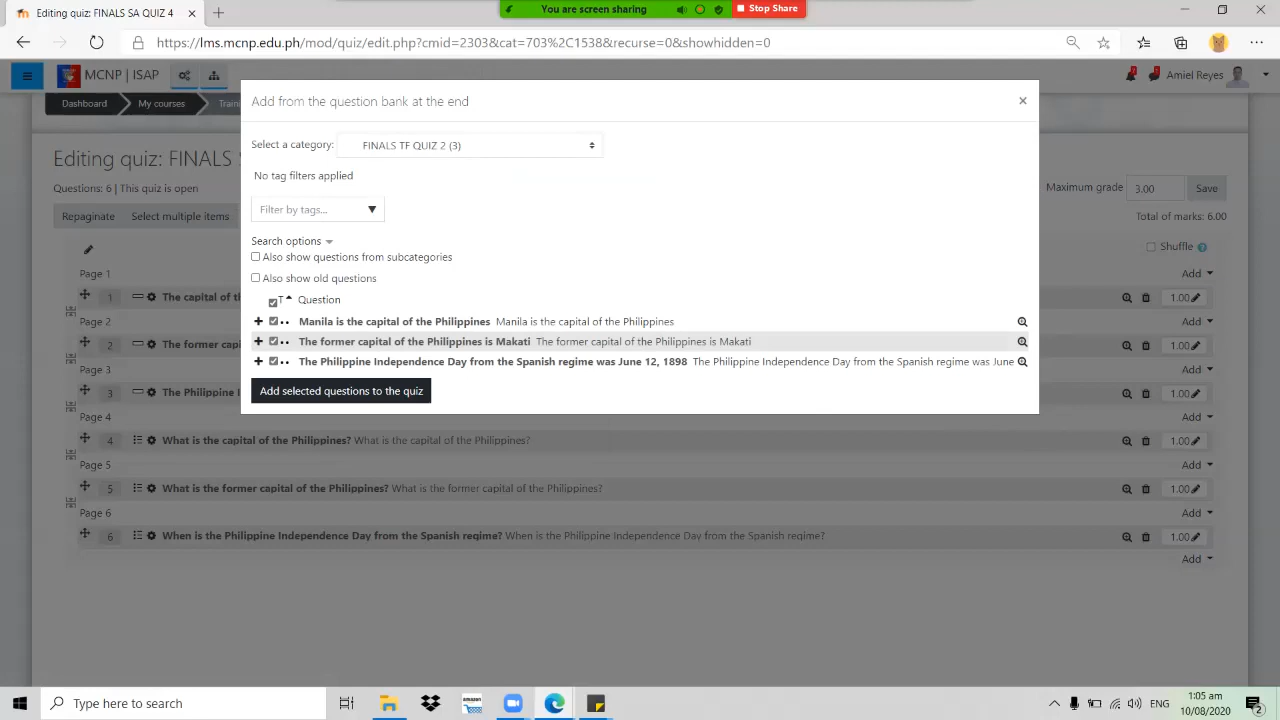 Editing quiz: FINALS SA QUIZ 4
You are screen sharing
Stop Share
https://lms.mcnp.edu.ph/mod/quiz/edit.php?cmid=2303&cat=703%2C1538&recurse=0&showhidden=0
MCNP | ISAP
Amiel Reyes
Dashboard
My courses
Add from the question bank at the end
Select a category:
FINALS TF QUIZ 2 (3)
Editing quiz: FINALS
No tag filters applied
Questions: 6 | This quiz is open
Maximum grade
3.00
Save
Filter by tags...
Repaginate
Select multiple items
Total of marks: 6.00
Search options
Shuffle
Also show questions from subcategories
Page 1
Add
Also show old questions
1
The capital of
1.00
T
Question
Page 2
Add
Manila is the capital of the Philippines Manila is the capital of the Philippines
2
The former
1.00
The former capital of the Philippines is Makati The former capital of the Philippines is Makati
Page 3
Add
The Philippine Independence Day from the Spanish regime was June 12, 1898 The Philippine Independence Day from the Spanish regime was June
3
The Philippine
1.00
Add selected questions to the quiz
Page 4
Add
4
What is the capital of the Philippines? What is the capital of the Philippines?
1.00
Page 5
Add
5
What is the former capital of the Philippines? What is the former capital of the Philippines?
1.00
Page 6
Add
6
When is the Philippine Independence Day from the Spanish regime? When is the Philippine Independence Day from the Spanish regime?
1.00
Add
Type here to search
amazon
ENG
1:05 am
10/08/2020
2